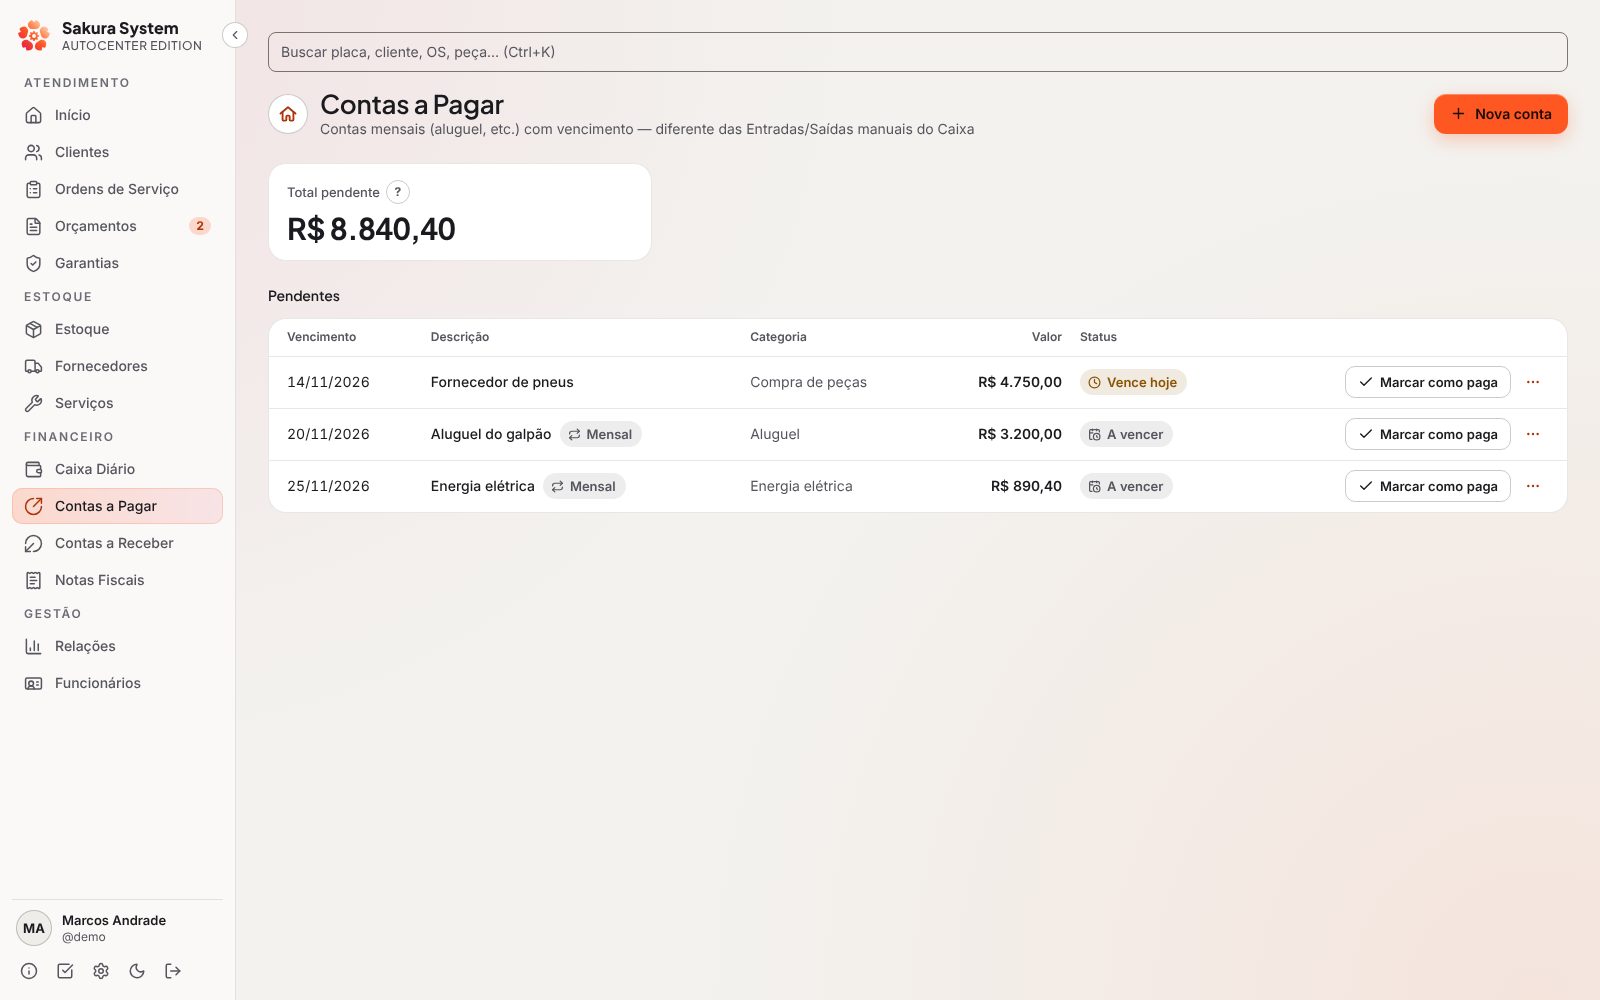 Sakura System
AUTOCENTER EDITION
ATENDIMENTO
Início
Clientes
Ordens de Serviço
Orçamentos 2
Garantias
ESTOQUE
Estoque
Fornecedores
Serviços
FINANCEIRO
Caixa Diário
Contas a Pagar
Contas a Receber
Notas Fiscais
GESTÃO
Relações
Funcionários
MA
Marcos Andrade
@demo
Buscar placa, cliente, OS, peça... (Ctrl+K)
Contas a Pagar
Contas mensais (aluguel, etc.) com vencimento — diferente das Entradas/Saídas manuais do Caixa
Nova conta
Total pendente ?
R$ 8.840,40
Pendentes
Vencimento Descrição Categoria Valor Status
14/11/2026 Fornecedor de pneus Compra de peças R$ 4.750,00 Vence hoje Marcar como paga ...
20/11/2026 Aluguel do galpão Mensal Aluguel R$ 3.200,00 A vencer Marcar como paga ...
25/11/2026 Energia elétrica Mensal Energia elétrica R$ 890,40 A vencer Marcar como paga ...